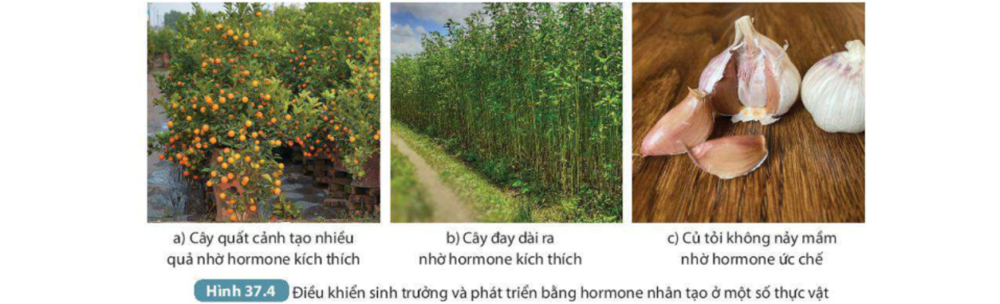 a) Cây quất cảnh tạo nhiều
quả nhờ hormone kích thích
b) Cây đay dài ra
nhờ hormone kích thích
c) Củ tỏi không nảy mầm
nhờ hormone ức chế
Hình 37.4 Điều khiển sinh trưởng và phát triển bằng hormone nhân tạo ở một số thực vật